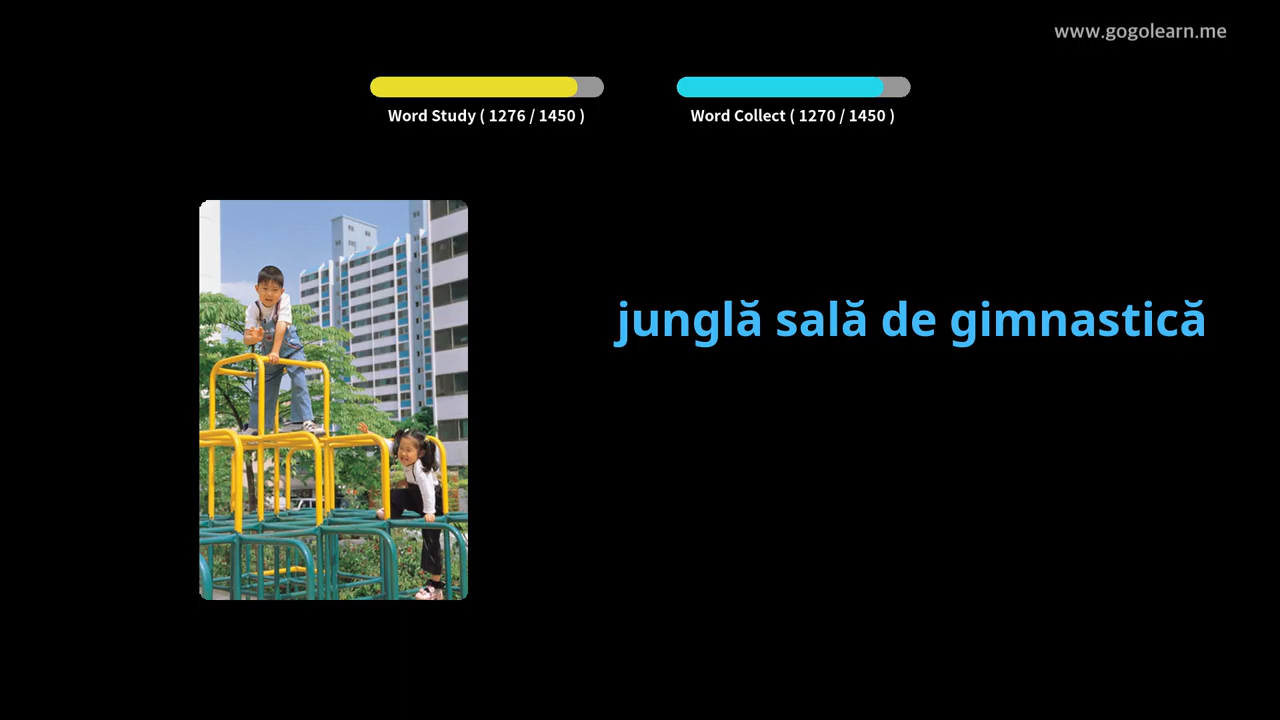 www.gogolearn.me
Word Study ( 1276 / 1450 )
Word Collect ( 1270 / 1450 )
junglă sală de gimnastică